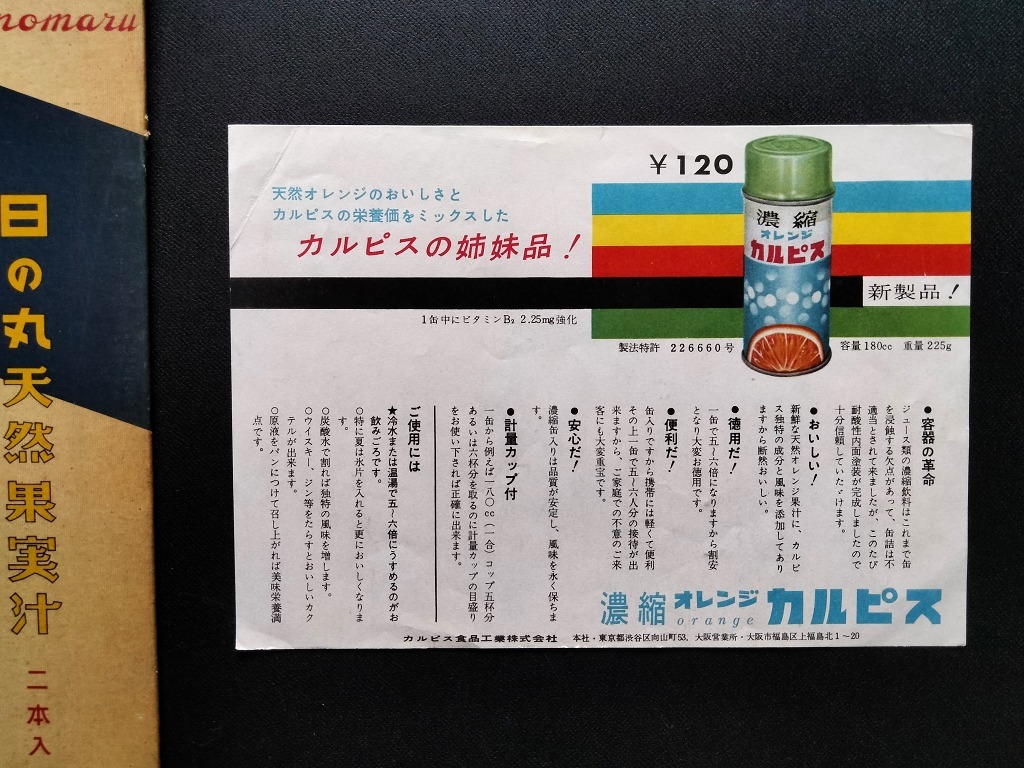 nomaru
日の丸天然果実汁
二本入
¥120
天然オレンジのおいしさと
カルピスの栄養価をミックスした
カルピスの姉妹品!
新製品!
1缶中にビタミンB₂ 2.25mg強化
製法特許 226660号
容量180cc 重量225g
濃縮
オレンジ
カルピス
●容器の革命
ジュース類の濃縮飲料はこれまで缶
を浸蝕する欠点があって、缶詰は不
適当とされて来ましたが、このたび
耐酸性内面塗装が完成しましたので
十分信頼していたゞけます。
●おいしい!
新鮮な天然オレンジ果汁に、カルピ
ス独特の成分と風味を添加してあり
ますから断然おいしい。
●徳用だ!
一缶で五〜六倍になりますから割安
となり大変お徳用です。
●便利だ!
缶入りですから携帯には軽くて便利
その上一缶で五〜六人分の接待が出
来ますから、ご家庭での不意のご来
客にも大変重宝です。
●安心だ!
濃縮缶入りは品質が安定し、風味を永く保ちま
す。
●計量カップ付
一缶から例えば一八〇cc(一合)コップ五杯分
あるいは六杯分を取るのに計量カップの目盛り
をお使い下されば正確に出来ます。
ご使用には
★冷水または温湯で五〜六倍にうすめるのがお
飲みごろです。
○特に夏は氷片を入れると更においしくなりま
す。
○炭酸水で割れば独特の風味を増します。
○ウイスキー、ジン等をたらすとおいしいカク
テルが出来ます。
○原液をパンにつけて召し上がれば美味栄養満
点です。
濃縮オレンジカルピス
orange
カルピス食品工業株式会社 本社・東京都渋谷区向山町53, 大阪営業所・大阪市福島区上福島北1〜20